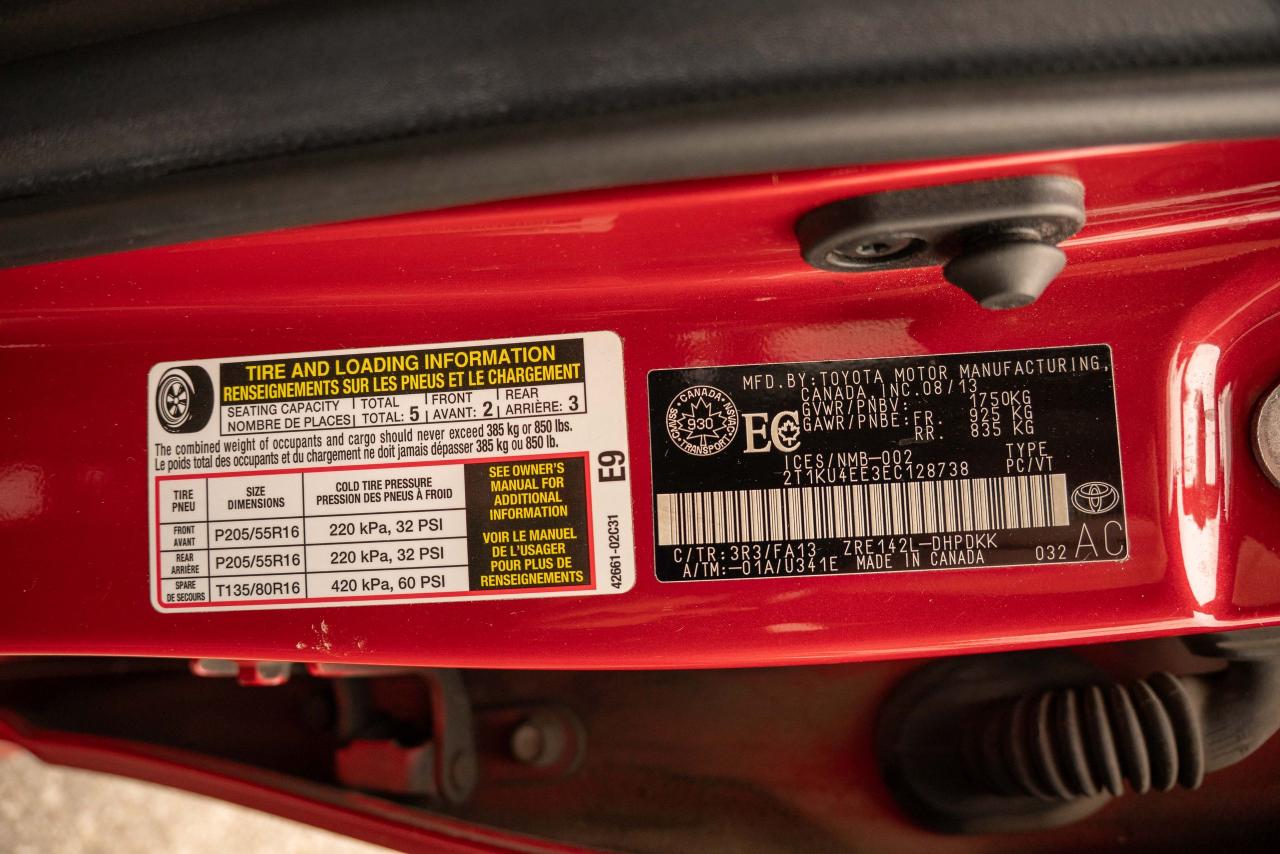 TIRE AND LOADING INFORMATION
RENSEIGNEMENTS SUR LES PNEUS ET LE CHARGEMENT
SEATING CAPACITY TOTAL FRONT REAR
NOMBRE DE PLACES TOTAL: 5 AVANT: 2 ARRIÈRE: 3
The combined weight of occupants and cargo should never exceed 385 kg or 850 lbs.
Le poids total des occupants et du chargement ne doit jamais dépasser 385 kg ou 850 lb.
TIRE SIZE COLD TIRE PRESSURE
PNEU DIMENSIONS PRESSION DES PNEUS À FROID
FRONT
AVANT P205/55R16 220 kPa, 32 PSI
REAR
ARRIÈRE P205/55R16 220 kPa, 32 PSI
SPARE
DE SECOURS T135/80R16 420 kPa, 60 PSI
SEE OWNER'S
MANUAL FOR
ADDITIONAL
INFORMATION
VOIR LE MANUEL
DE L'USAGER
POUR PLUS DE
RENSEIGNEMENTS
E9
42661-02C31
MFD.BY:TOYOTA MOTOR MANUFACTURING,
CANADA, INC.08/13
GVWR/PNBV: 1750KG
GAWR/PNBE:FR. 925 KG
RR. 835 KG
CANADA
930
TRANSPORT
EC
ICES/NMB-002 TYPE
2T1KU4EE3EC128738 PC/VT
C/TR:3R3/FA13 ZRE142L-DHPDKK
A/TM:-01A/U341E MADE IN CANADA 032 AC